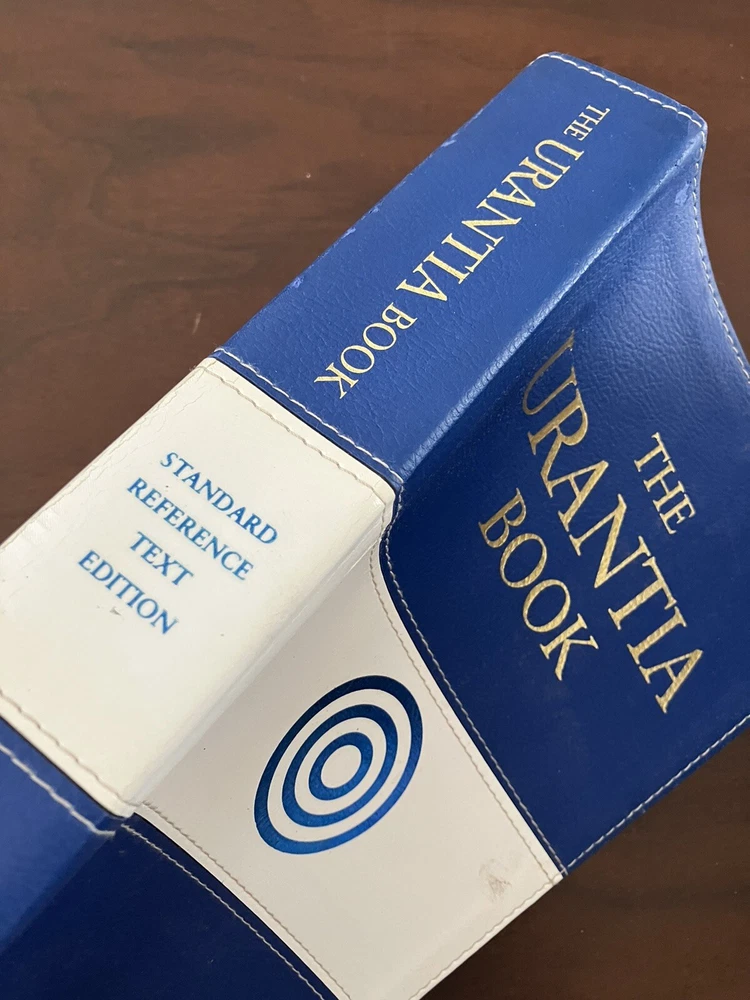 THE URANTIA BOOK
STANDARD
REFERENCE
TEXT
EDITION
THE
URANTIA
BOOK